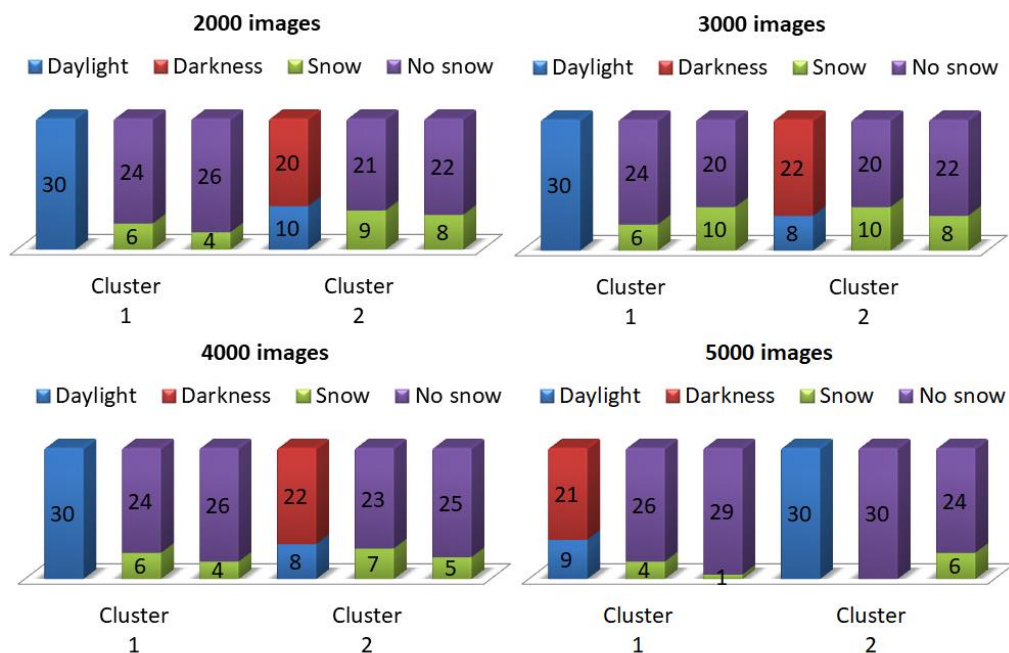 2000 images
Daylight Darkness Snow No snow
30 24 26 20 21 22
6 4 10 9 8
Cluster Cluster
1 2
3000 images
Daylight Darkness Snow No snow
30 24 20 22 20 22
6 10 8 10 8
Cluster Cluster
1 2
4000 images
Daylight Darkness Snow No snow
30 24 26 22 23 25
6 4 8 7 5
Cluster Cluster
1 2
5000 images
Daylight Darkness Snow No snow
21 26 29 30 30 24
9 4 1 6
Cluster Cluster
1 2